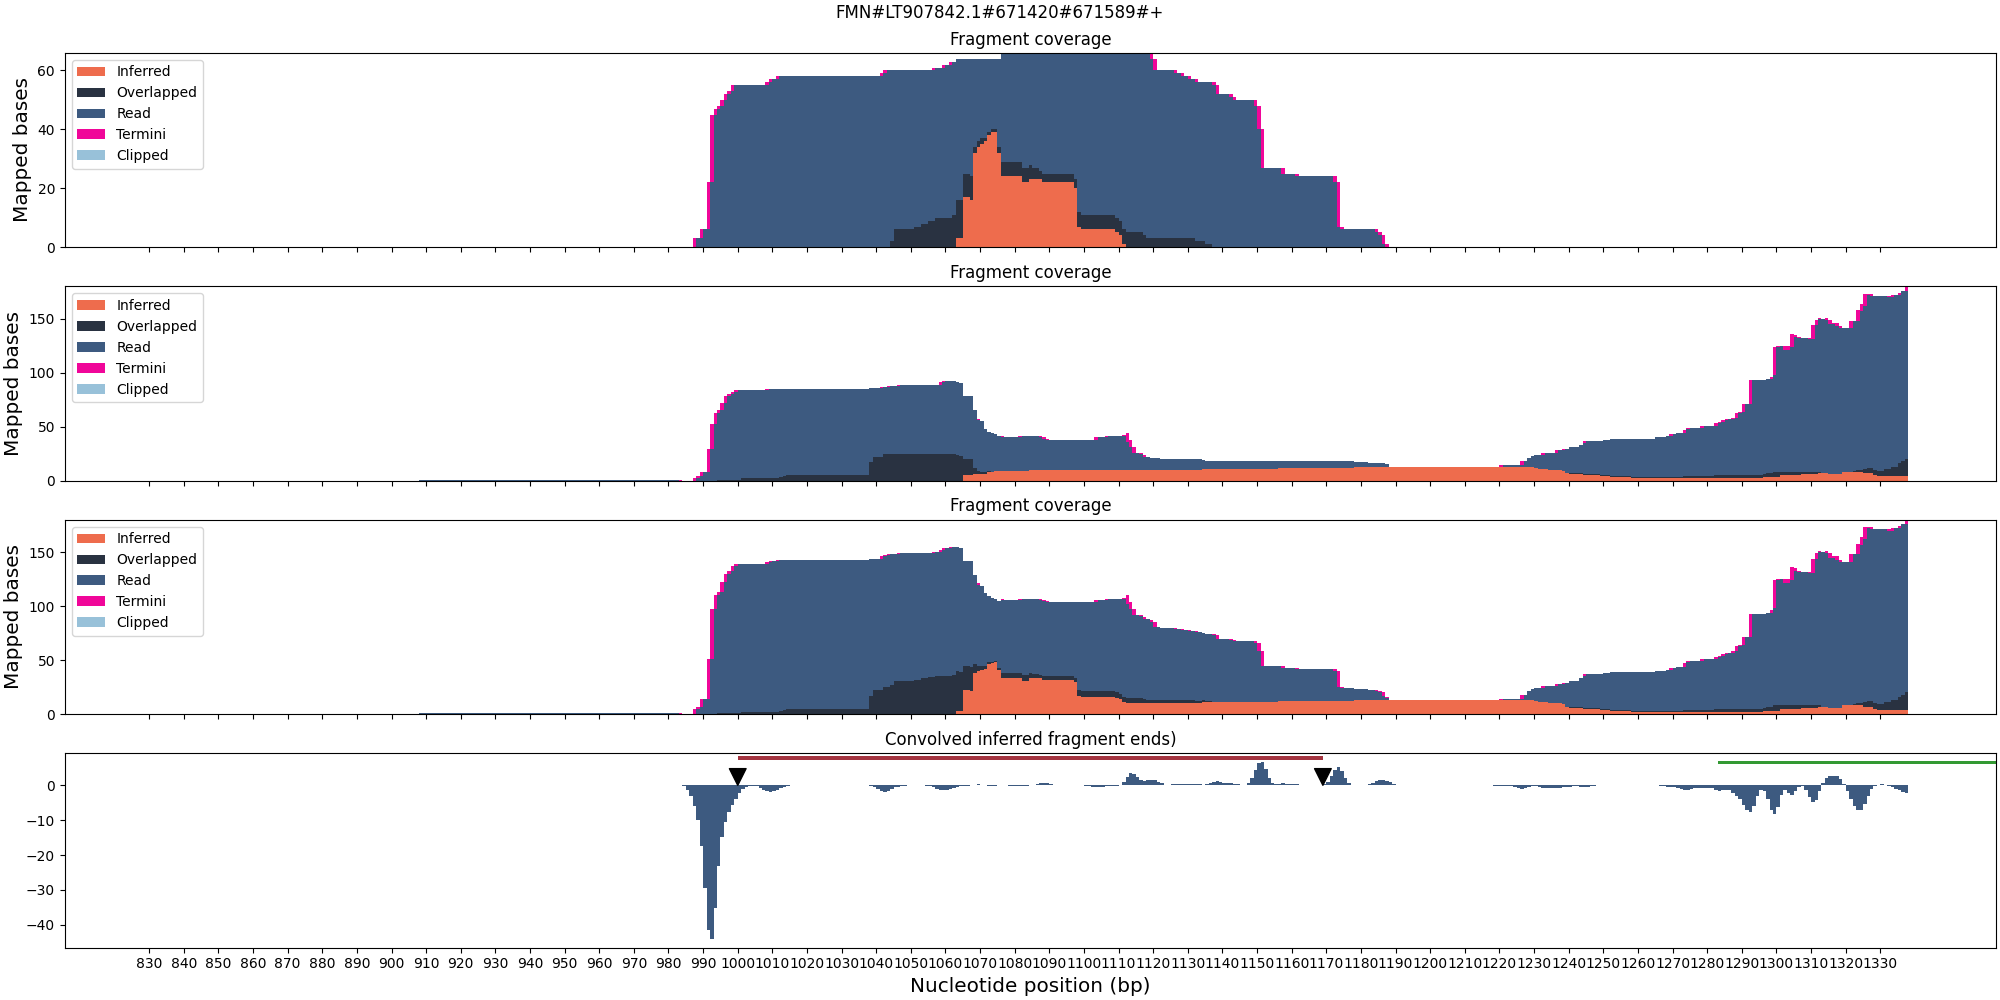 FMN#LT907842.1#671420#671589#+
Fragment coverage
Mapped bases
60
40
20
0
Inferred
Overlapped
Read
Termini
Clipped
Fragment coverage
Mapped bases
150
100
50
0
Inferred
Overlapped
Read
Termini
Clipped
Fragment coverage
Mapped bases
150
100
50
0
Inferred
Overlapped
Read
Termini
Clipped
Convolved inferred fragment ends)
0
−10
−20
−30
−40
830 840 850 860 870 880 890 900 910 920 930 940 950 960 970 980 990 1000 1010 1020 1030 1040 1050 1060 1070 1080 1090 1100 1110 1120 1130 1140 1150 1160 1170 1180 1190 1200 1210 1220 1230 1240 1250 1260 1270 1280 1290 1300 1310 1320 1330
Nucleotide position (bp)